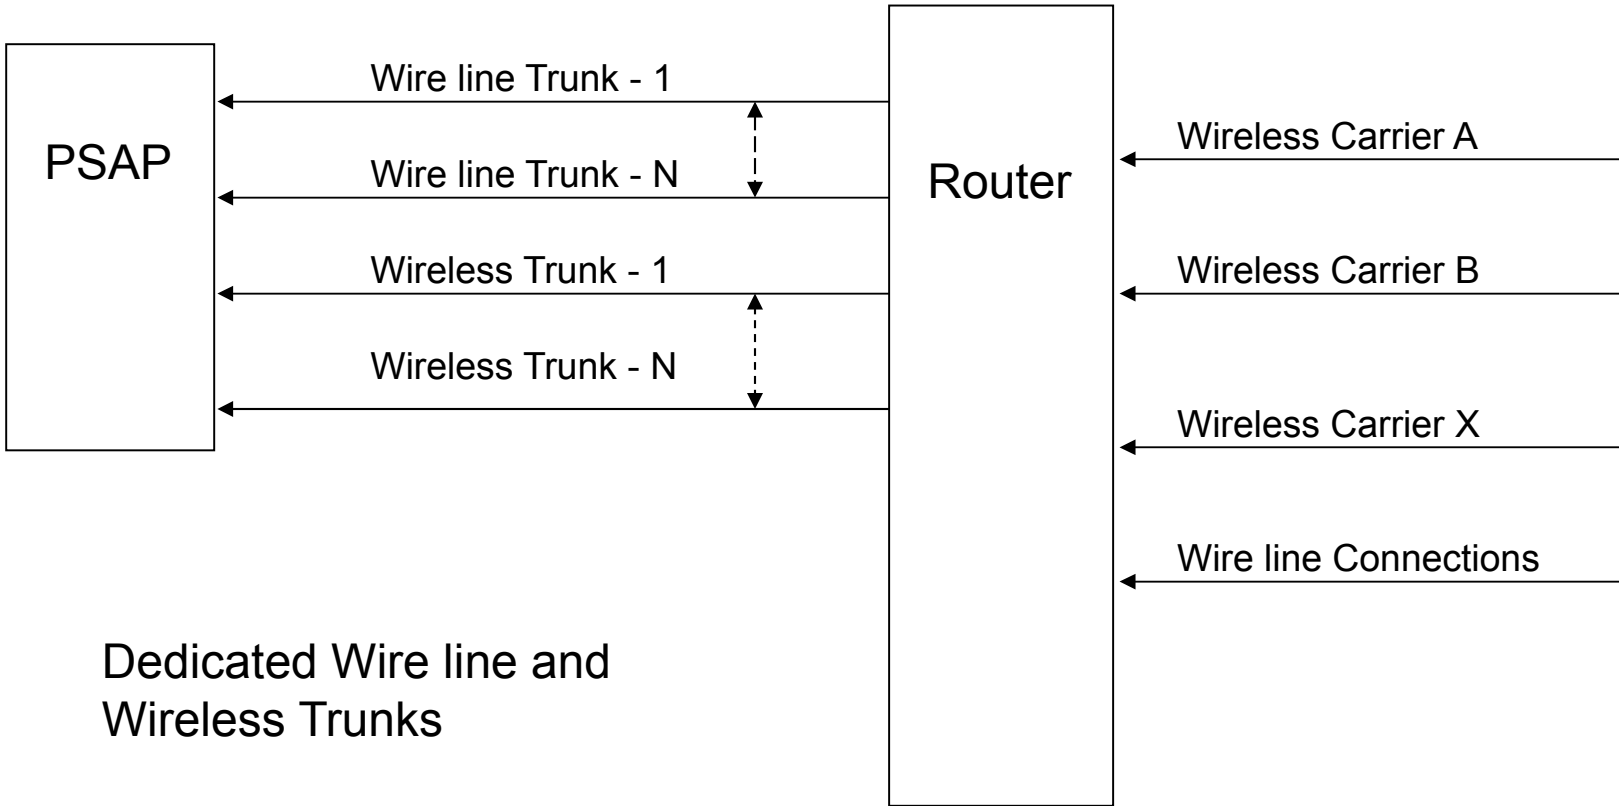 PSAP
Wire line Trunk - 1
Wire line Trunk - N
Wireless Trunk - 1
Wireless Trunk - N
Router
Wireless Carrier A
Wireless Carrier B
Wireless Carrier X
Wire line Connections
Dedicated Wire line and
Wireless Trunks